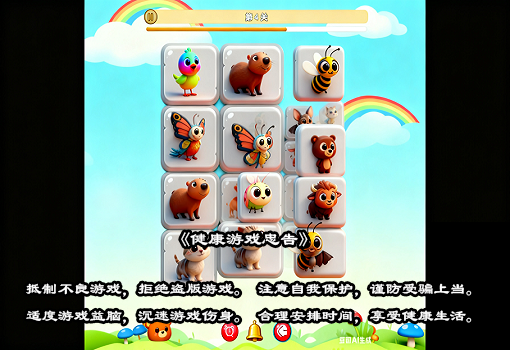 第4关
《健康游戏忠告》
抵制不良游戏，拒绝盗版游戏。 注意自我保护，谨防受骗上当。
适度游戏益脑，沉迷游戏伤身。 合理安排时间，享受健康生活。